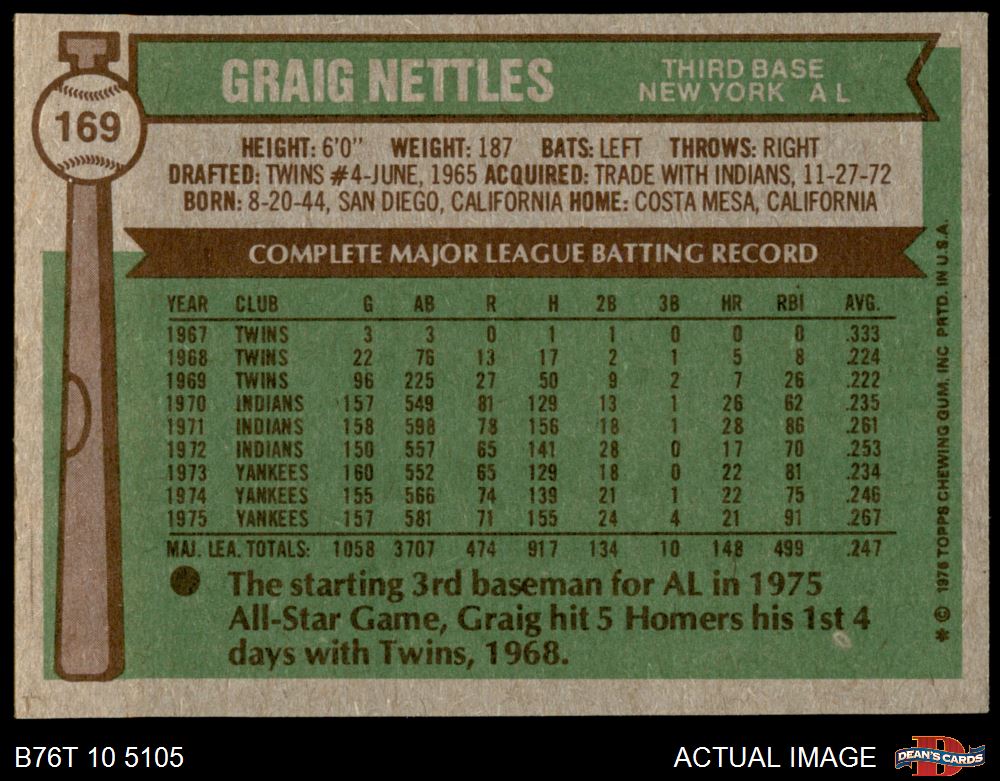 169
GRAIG NETTLES
THIRD BASE
NEW YORK A L
HEIGHT: 6'0" WEIGHT: 187 BATS: LEFT THROWS: RIGHT
DRAFTED: TWINS #4-JUNE, 1965 ACQUIRED: TRADE WITH INDIANS, 11-27-72
BORN: 8-20-44, SAN DIEGO, CALIFORNIA HOME: COSTA MESA, CALIFORNIA
COMPLETE MAJOR LEAGUE BATTING RECORD
YEAR CLUB G AB R H 2B 3B HR RBI AVG.
1967 TWINS 3 3 0 1 1 0 0 0 .333
1968 TWINS 22 76 13 17 2 1 5 8 .224
1969 TWINS 96 225 27 50 9 2 7 26 .222
1970 INDIANS 157 549 81 129 13 1 26 62 .235
1971 INDIANS 158 598 78 156 18 1 28 86 .261
1972 INDIANS 150 557 65 141 28 0 17 70 .253
1973 YANKEES 160 552 65 129 18 0 22 81 .234
1974 YANKEES 155 566 74 139 21 1 22 75 .246
1975 YANKEES 157 581 71 155 24 4 21 91 .267
MAJ. LEA. TOTALS: 1058 3707 474 917 134 10 148 499 .247
● The starting 3rd baseman for AL in 1975
All-Star Game, Graig hit 5 Homers his 1st 4
days with Twins, 1968.
* © 1976 TOPPS CHEWING GUM, INC PRTD. IN U.S.A.
B76T 10 5105
ACTUAL IMAGE
D
DEAN'S CARDS